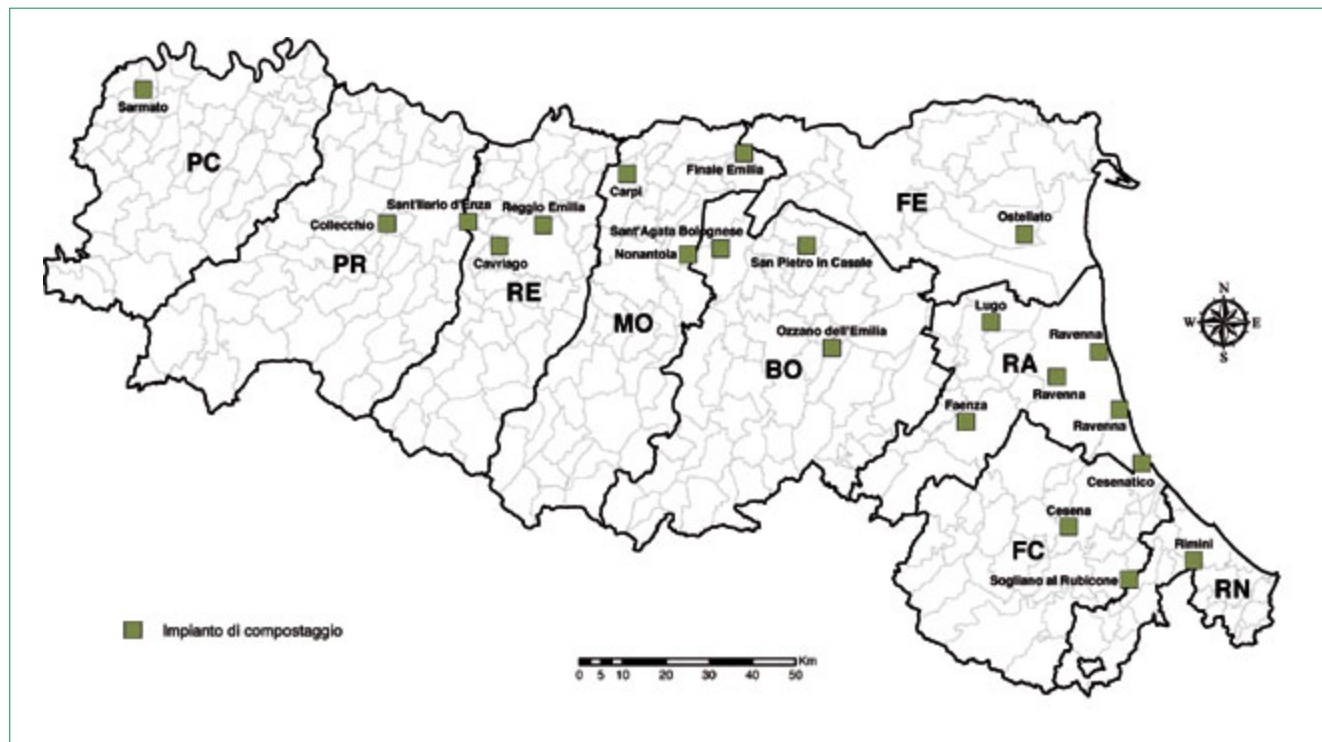 Sarmato
PC
Collecchio
PR
Sant'Ilario d'Enza
Reggio Emilia
Cavriago
RE
Carpi
Finale Emilia
Nonantola
MO
Sant'Agata Bolognese
San Pietro in Casale
Ozzano dell'Emilia
BO
FE
Ostellato
Lugo
Ravenna
RA
Ravenna
Faenza
Ravenna
Cesenatico
Cesena
FC
Sogliano al Rubicone
Rimini
RN
N
W E
S
Impianto di compostaggio
Km
0 5 10 20 30 40 50